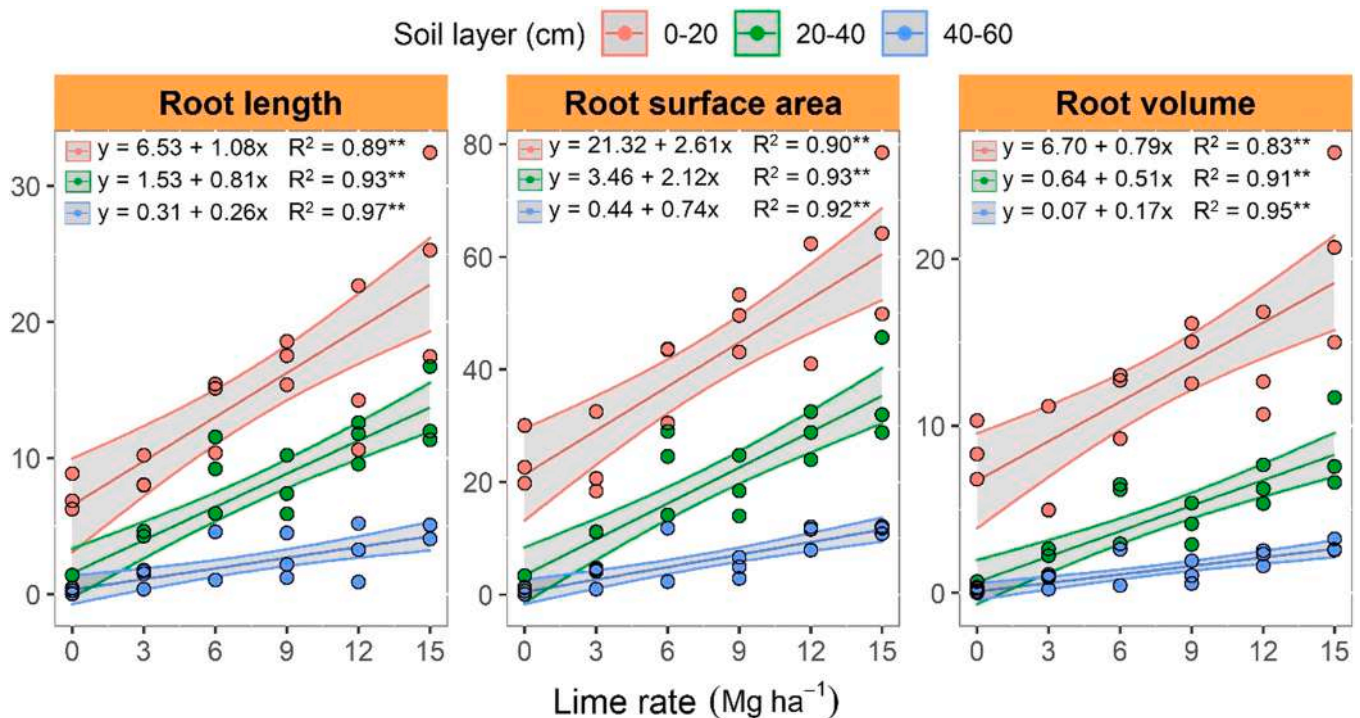 Soil layer (cm) 0-20 20-40 40-60
Root length
y = 6.53 + 1.08x R² = 0.89**
y = 1.53 + 0.81x R² = 0.93**
y = 0.31 + 0.26x R² = 0.97**
30
20
10
0
0 3 6 9 12 15
Root surface area
y = 21.32 + 2.61x R² = 0.90**
y = 3.46 + 2.12x R² = 0.93**
y = 0.44 + 0.74x R² = 0.92**
80
60
40
20
0
0 3 6 9 12 15
Root volume
y = 6.70 + 0.79x R² = 0.83**
y = 0.64 + 0.51x R² = 0.91**
y = 0.07 + 0.17x R² = 0.95**
20
10
0
0 3 6 9 12 15
Lime rate (Mg ha⁻¹)